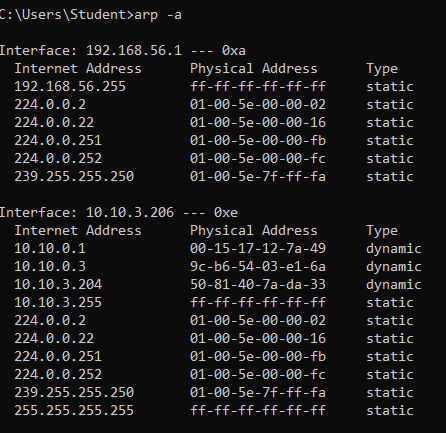 C:\Users\Student>arp -a
Interface: 192.168.56.1 --- 0xa
Internet Address Physical Address Type
192.168.56.255 ff-ff-ff-ff-ff-ff static
224.0.0.2 01-00-5e-00-00-02 static
224.0.0.22 01-00-5e-00-00-16 static
224.0.0.251 01-00-5e-00-00-fb static
224.0.0.252 01-00-5e-00-00-fc static
239.255.255.250 01-00-5e-7f-ff-fa static
Interface: 10.10.3.206 --- 0xe
Internet Address Physical Address Type
10.10.0.1 00-15-17-12-7a-49 dynamic
10.10.0.3 9c-b6-54-03-e1-6a dynamic
10.10.3.204 50-81-40-7a-da-33 dynamic
10.10.3.255 ff-ff-ff-ff-ff-ff static
224.0.0.2 01-00-5e-00-00-02 static
224.0.0.22 01-00-5e-00-00-16 static
224.0.0.251 01-00-5e-00-00-fb static
224.0.0.252 01-00-5e-00-00-fc static
239.255.255.250 01-00-5e-7f-ff-fa static
255.255.255.255 ff-ff-ff-ff-ff-ff static